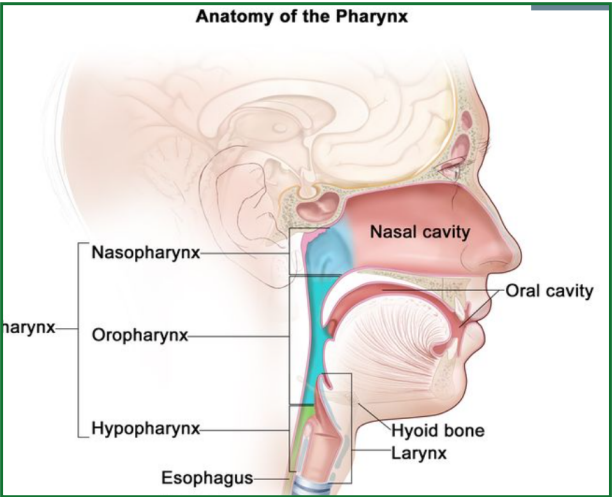 Anatomy of the Pharynx
Nasal cavity
Nasopharynx
Oral cavity
harynx
Oropharynx
Hypopharynx
Hyoid bone
Larynx
Esophagus